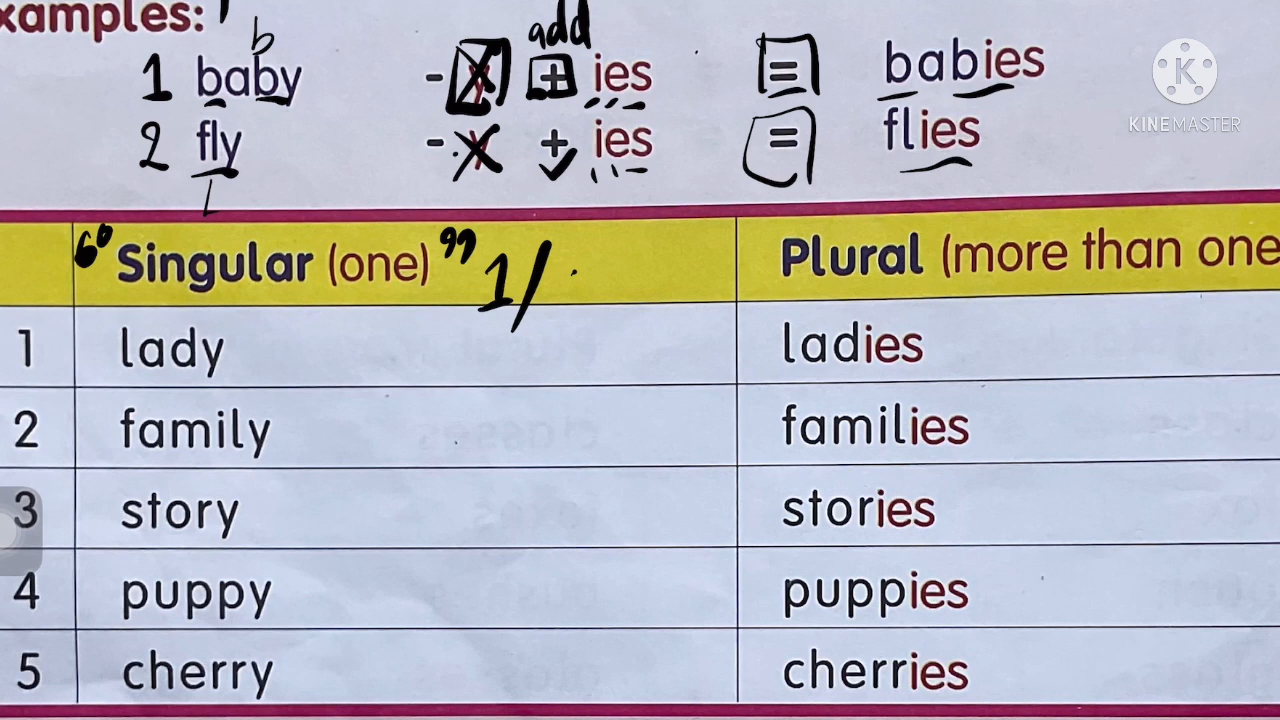 xamples:
add
b
1 baby - y + ies = babies
KINEMASTER
2 fly - y + ies = flies
“ Singular (one) ” 1/ Plural (more than one
1 lady ladies
2 family families
3 story stories
4 puppy puppies
5 cherry cherries